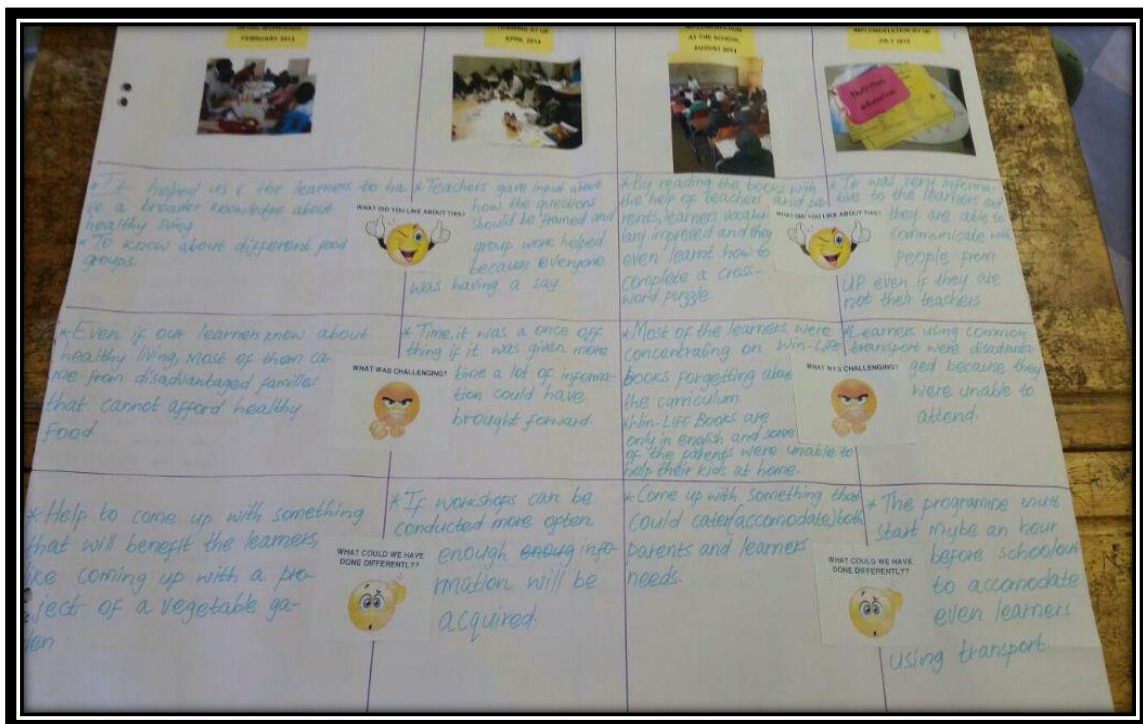 FEBRUARY 2014
APRIL 2014
AT THE SCHOOL
AUGUST 2014
IMPLEMENTATION BY UP
JULY 2015
Nutrition
education
* It helped us & the learners to ha
ve a broader knowledge about
healthy living
* To know about different food
groups.
WHAT DID YOU LIKE ABOUT THIS?
* Teachers gave input about
how the questions
should be framed and
group work helped
because everyone
was having a say
* By reading the books with
the help of teachers and pa
rents, learners vocabu-
lary improved and they
even learnt how to
complete a cross-
word puzzle.
WHAT DID YOU LIKE ABOUT THIS?
* It was very informa-
tive to the learners and
they are able to
communicate with
people from
UP even if they are
not their teachers
* Even if our learners know about
healthy living, most of them ca-
me from disadvantaged families
that cannot afford healthy
food.
WHAT WAS CHALLENGING?
* Time, it was a once off
thing if it was given more
time a lot of informa-
tion could have
brought forward.
* Most of the learners were
concentrating on Win-LIFE
books forgetting about
the curriculum.
* Win-LIFE Books are
only in english and some
of the parents were unable to
help their kids at home.
WHAT WAS CHALLENGING?
* Learners using common
transport were disadvanta-
ged because they
were unable to
attend.
* Help to come up with something
that will benefit the learners,
like coming up with a pro-
ject of a vegetable ga-
den
WHAT COULD WE HAVE
DONE DIFFERENTLY?
* If workshops can be
conducted more often
enough info-
rmation will be
acquired.
* Come up with something that
could cater(accomodate) both
parents and learners
needs.
WHAT COULD WE HAVE
DONE DIFFERENTLY?
* The programme must
start maybe an hour
before schoolout
to accomodate
even learners
using transport.